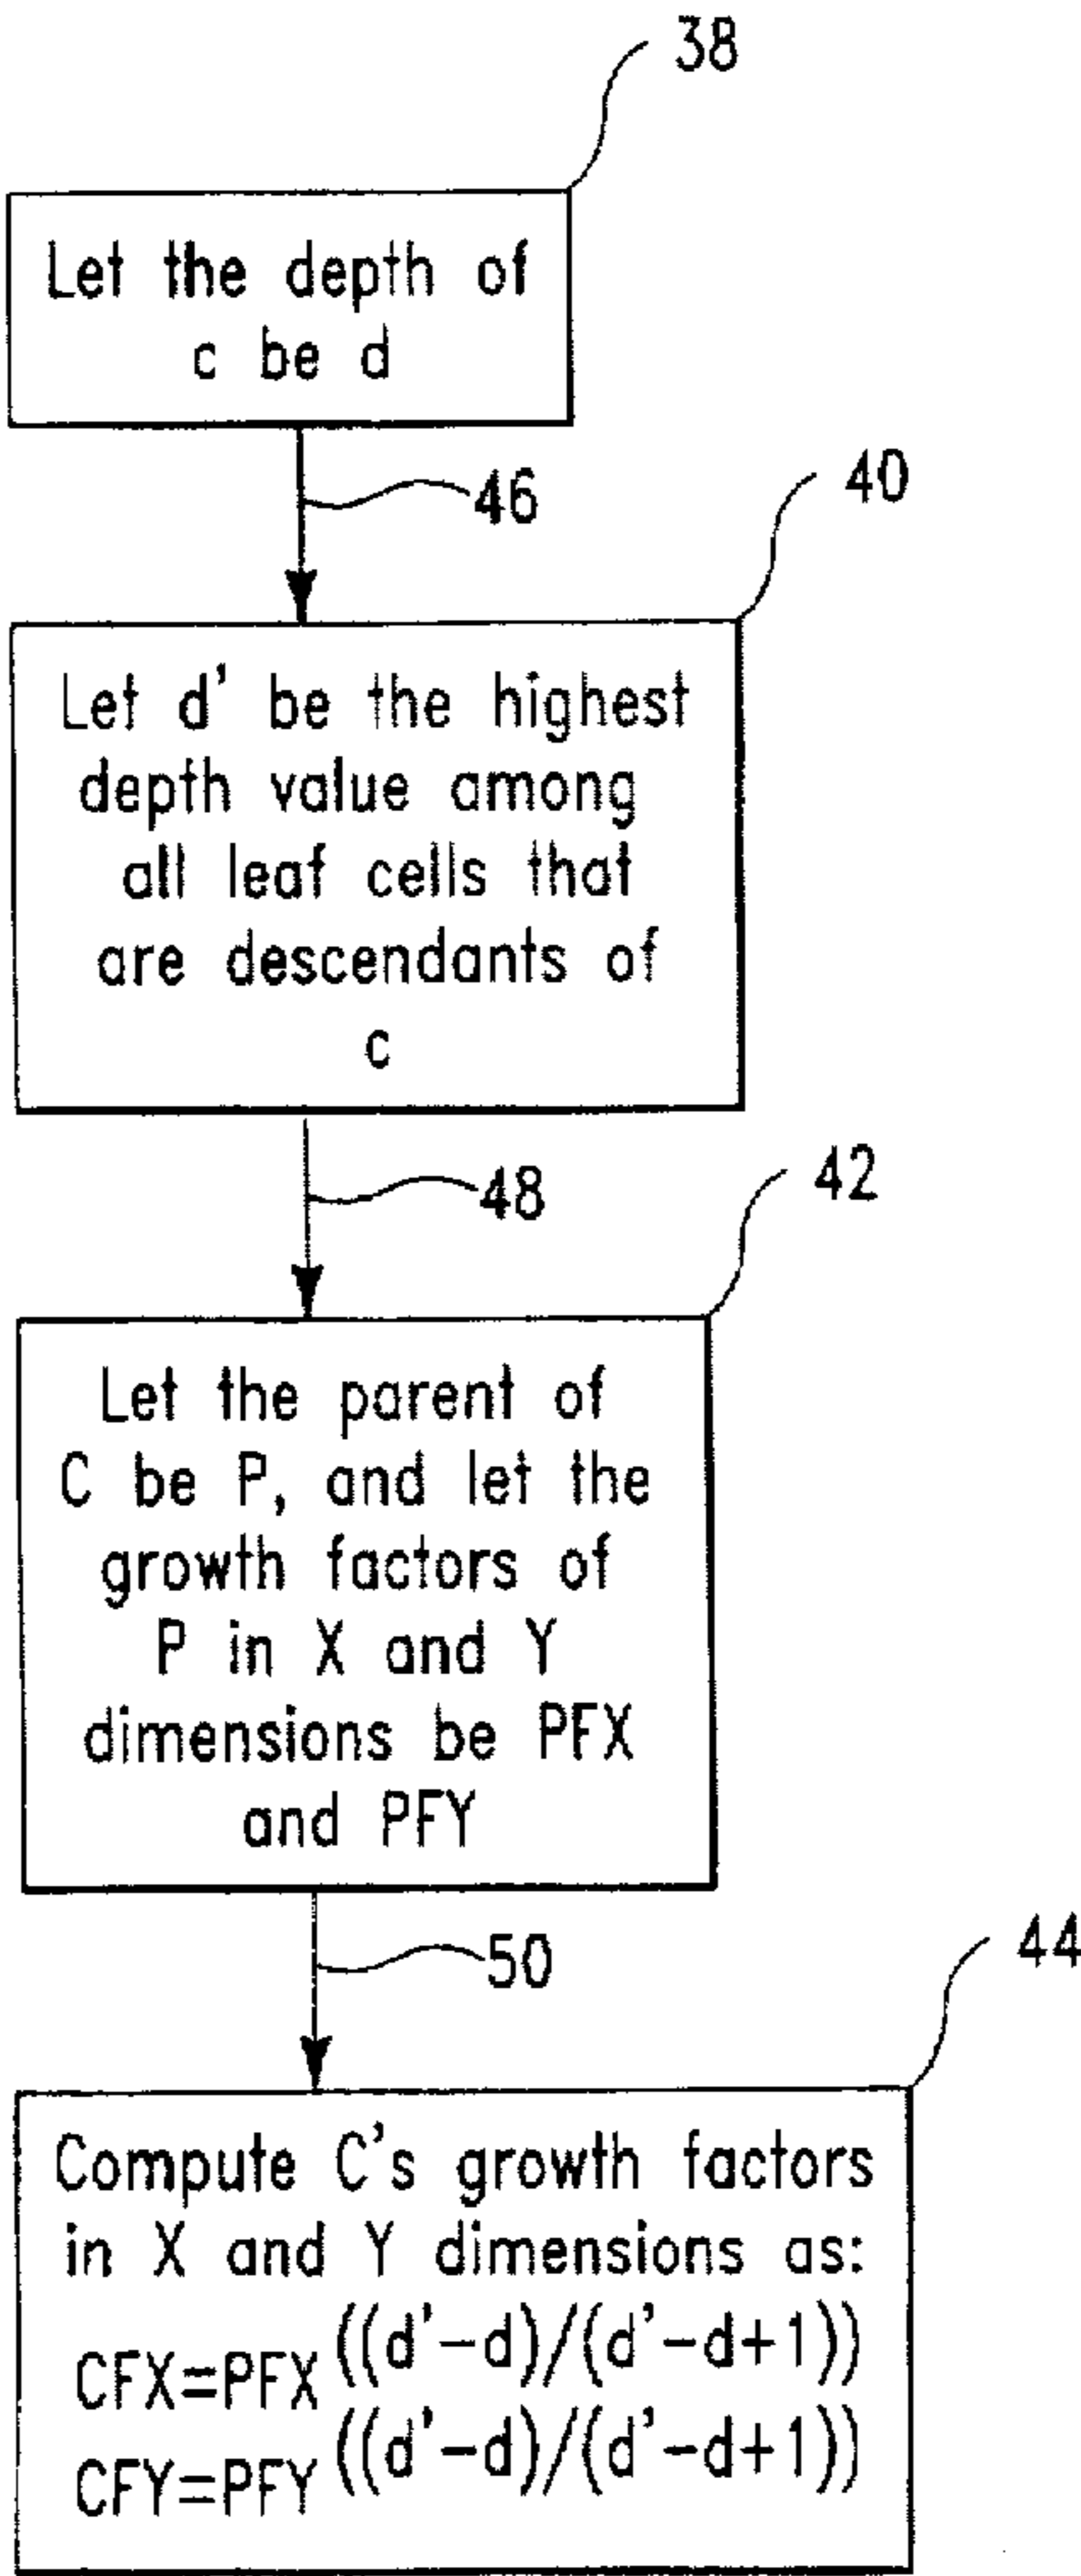 38
Let the depth of
c be d
46
40
Let d' be the highest
depth value among
all leaf cells that
are descendants of
c
48
42
Let the parent of
C be P, and let the
growth factors of
P in X and Y
dimensions be PFX
and PFY
50
44
Compute C's growth factors
in X and Y dimensions as:
CFX=PFX((d'-d)/(d'-d+1))
CFY=PFY((d'-d)/(d'-d+1))